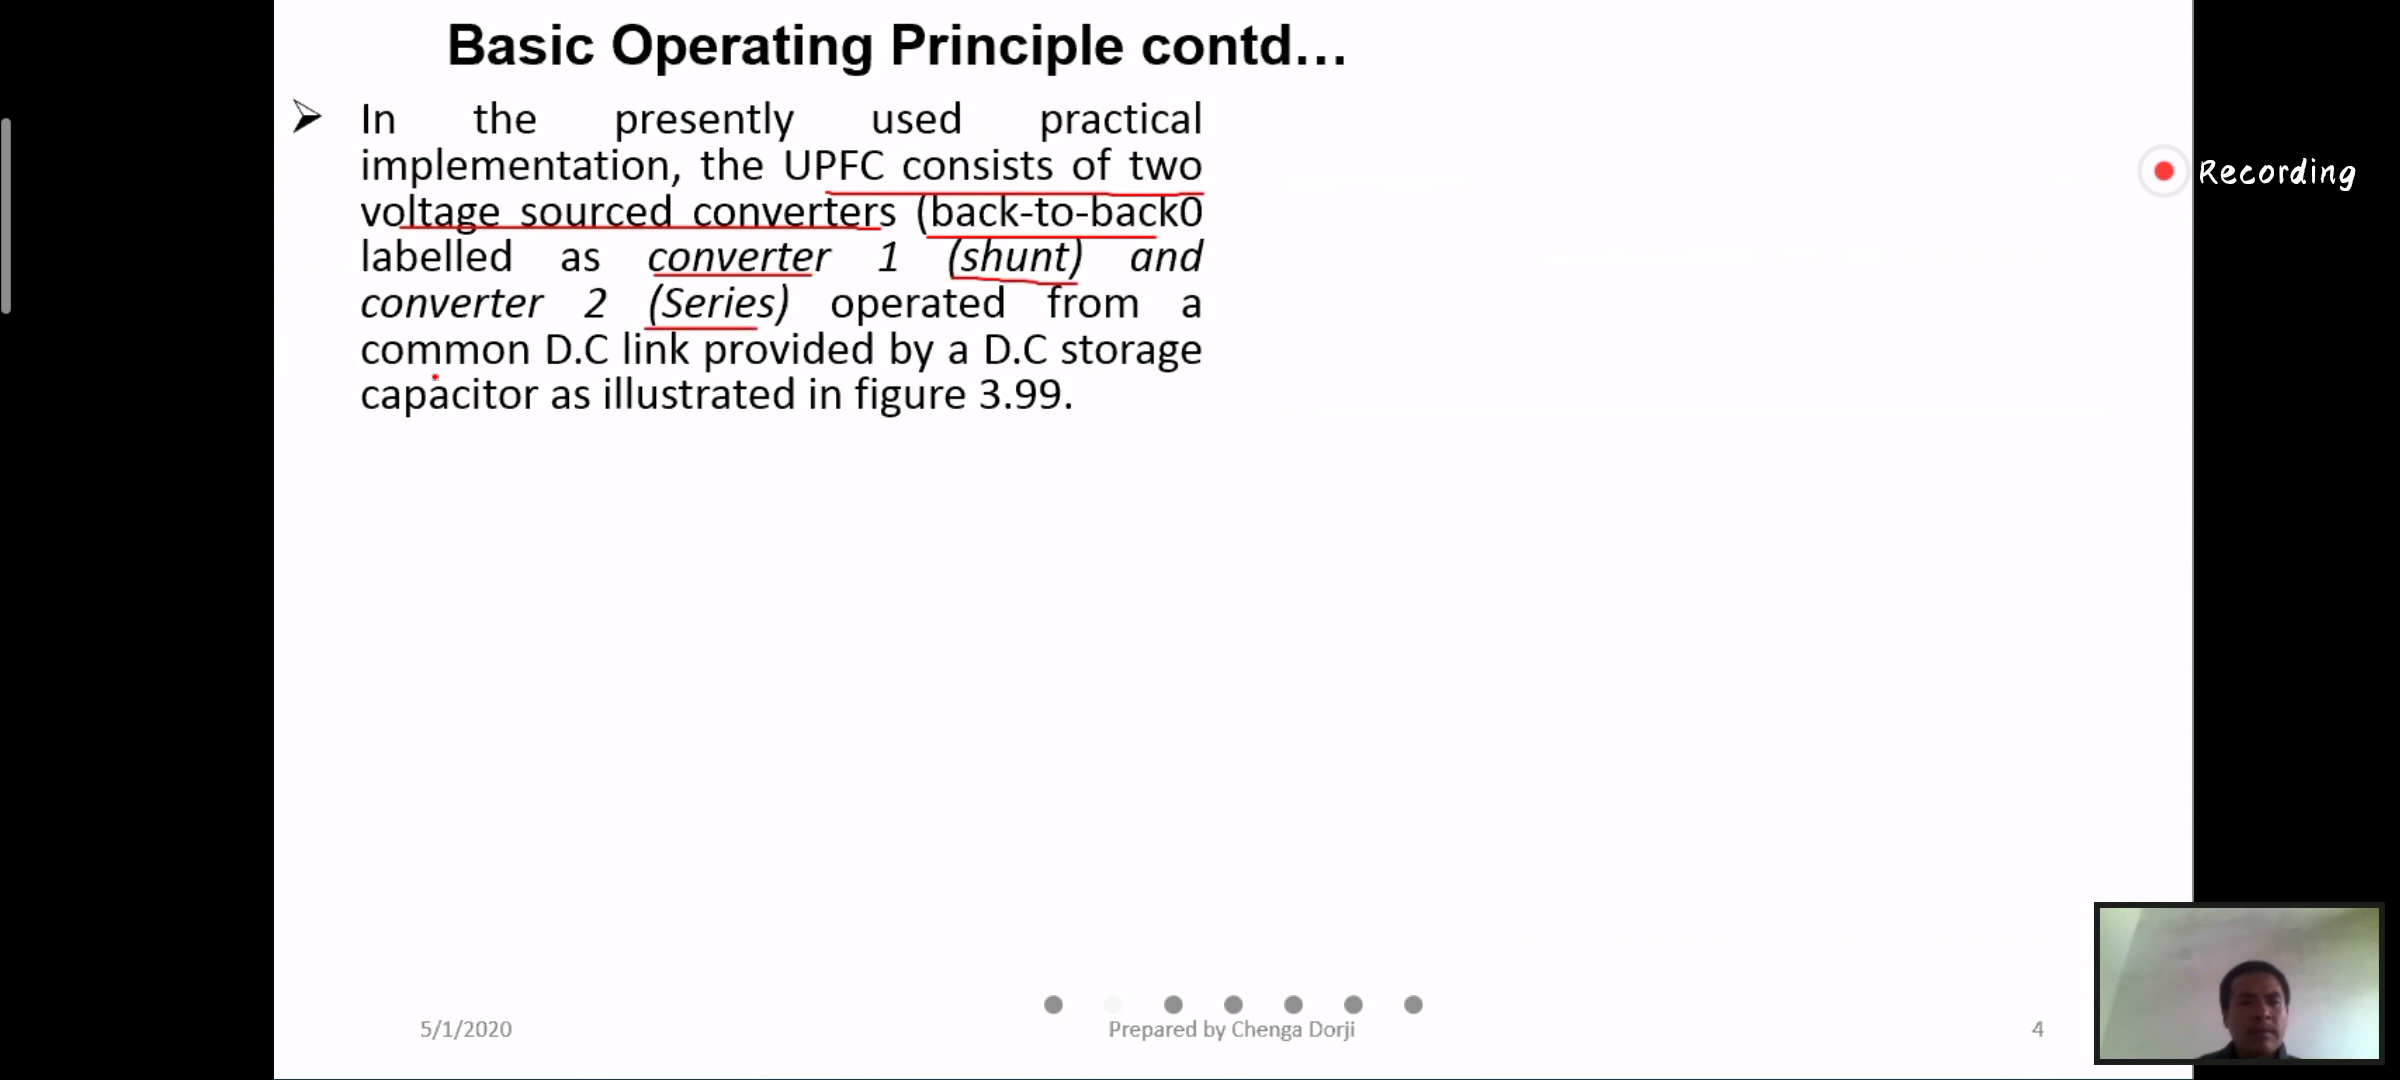 Basic Operating Principle contd...
In the presently used practical
implementation, the UPFC consists of two
voltage sourced converters (back-to-back0
labelled as converter 1 (shunt) and
converter 2 (Series) operated from a
common D.C link provided by a D.C storage
capacitor as illustrated in figure 3.99.
Recording
5/1/2020
Prepared by Chenga Dorji
4